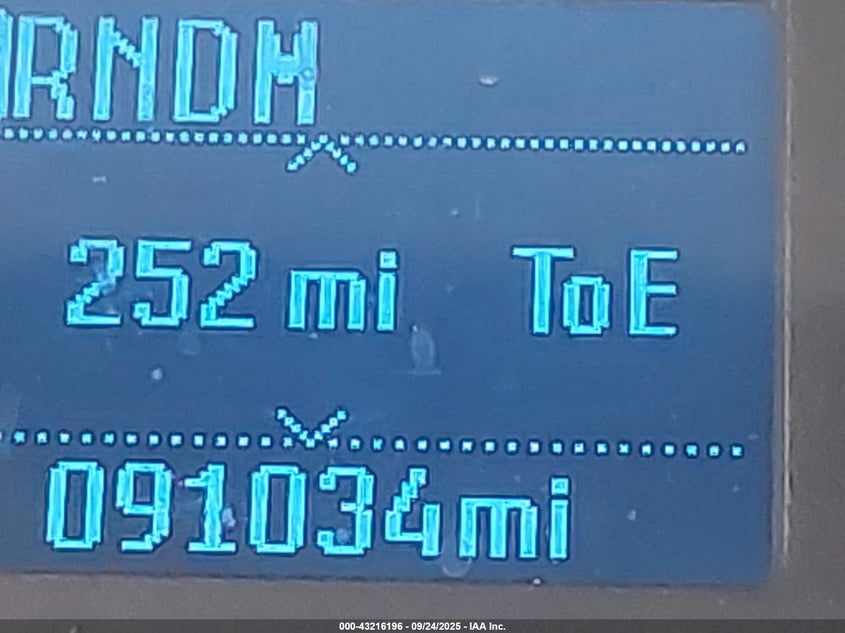 RNDM
252 mi ToE
091034mi
000-43216196 - 09/24/2025 - IAA Inc.